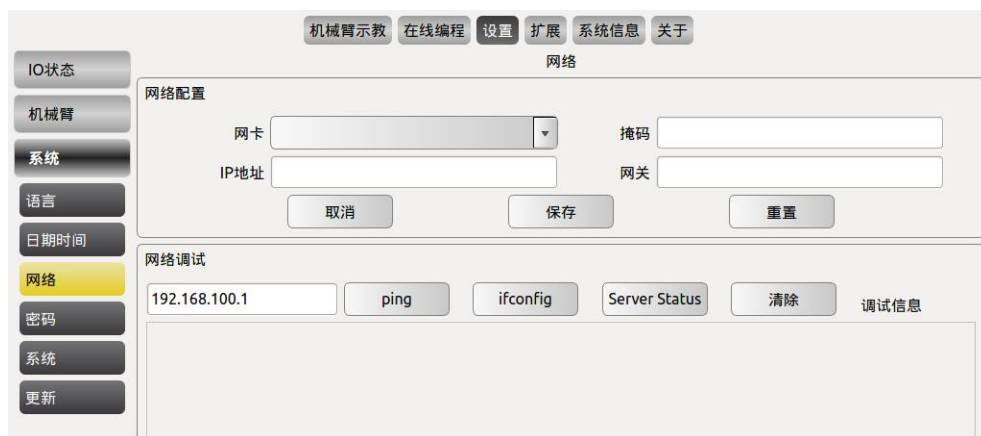 机械臂示教 在线编程 设置 扩展 系统信息 关于
网络
IO状态
机械臂
系统
语言
日期时间
网络
密码
系统
更新
网络配置
网卡 掩码
IP地址 网关
取消 保存 重置
网络调试
192.168.100.1 ping ifconfig Server Status 清除 调试信息